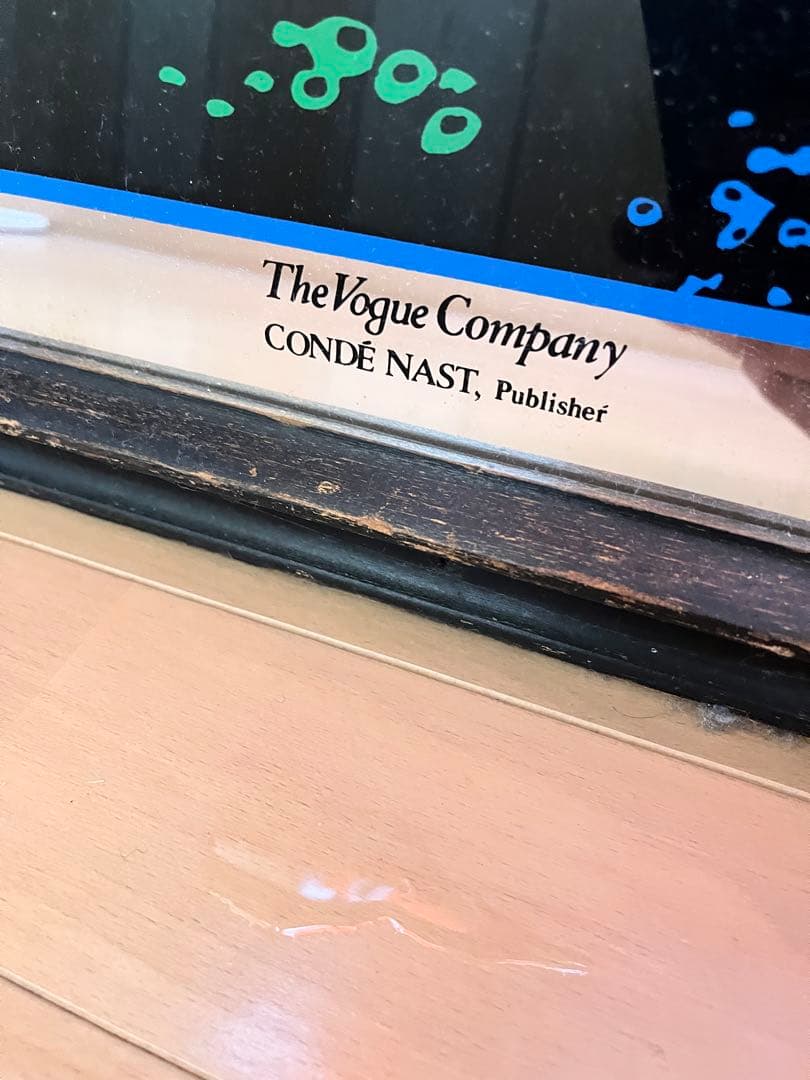 The Vogue Company
CONDÉ NAST, Publisher